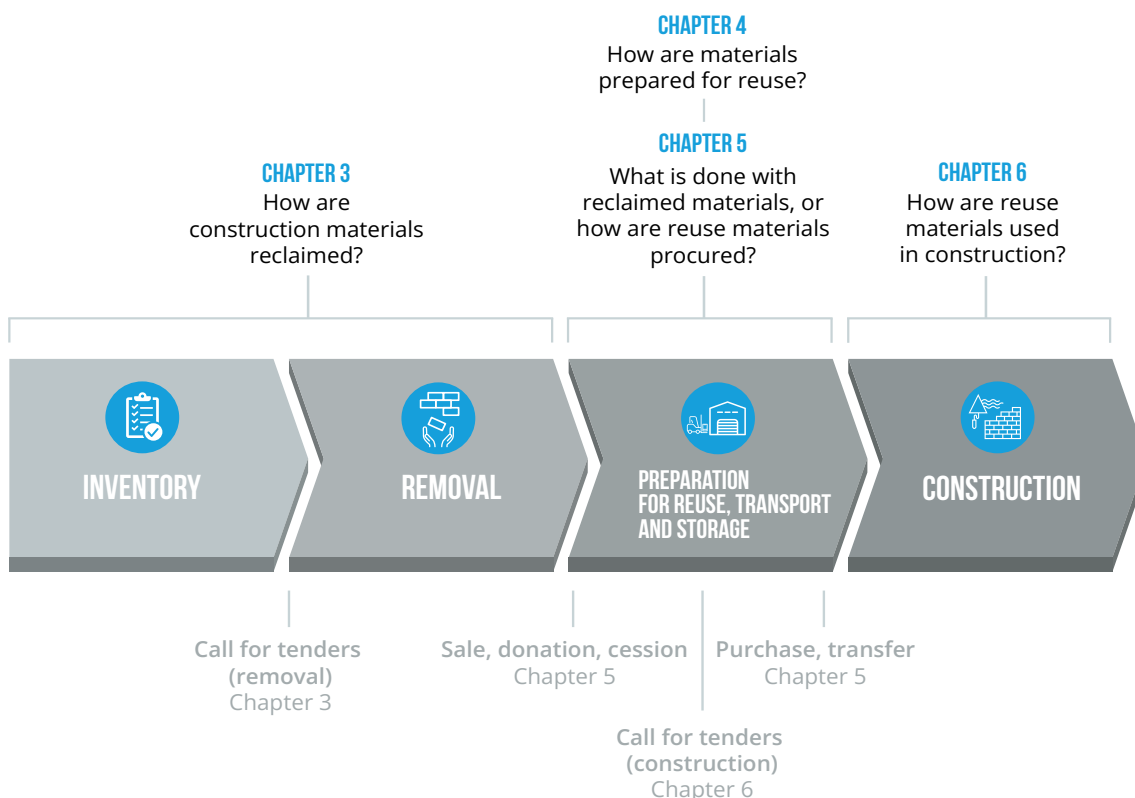 CHAPTER 4
How are materials
prepared for reuse?
CHAPTER 3
How are
construction materials
reclaimed?
CHAPTER 5
What is done with
reclaimed materials, or
how are reuse materials
procured?
CHAPTER 6
How are reuse
materials used
in construction?
INVENTORY
REMOVAL
PREPARATION
FOR REUSE, TRANSPORT
AND STORAGE
CONSTRUCTION
Call for tenders
(removal)
Chapter 3
Sale, donation, cession
Chapter 5
Purchase, transfer
Chapter 5
Call for tenders
(construction)
Chapter 6